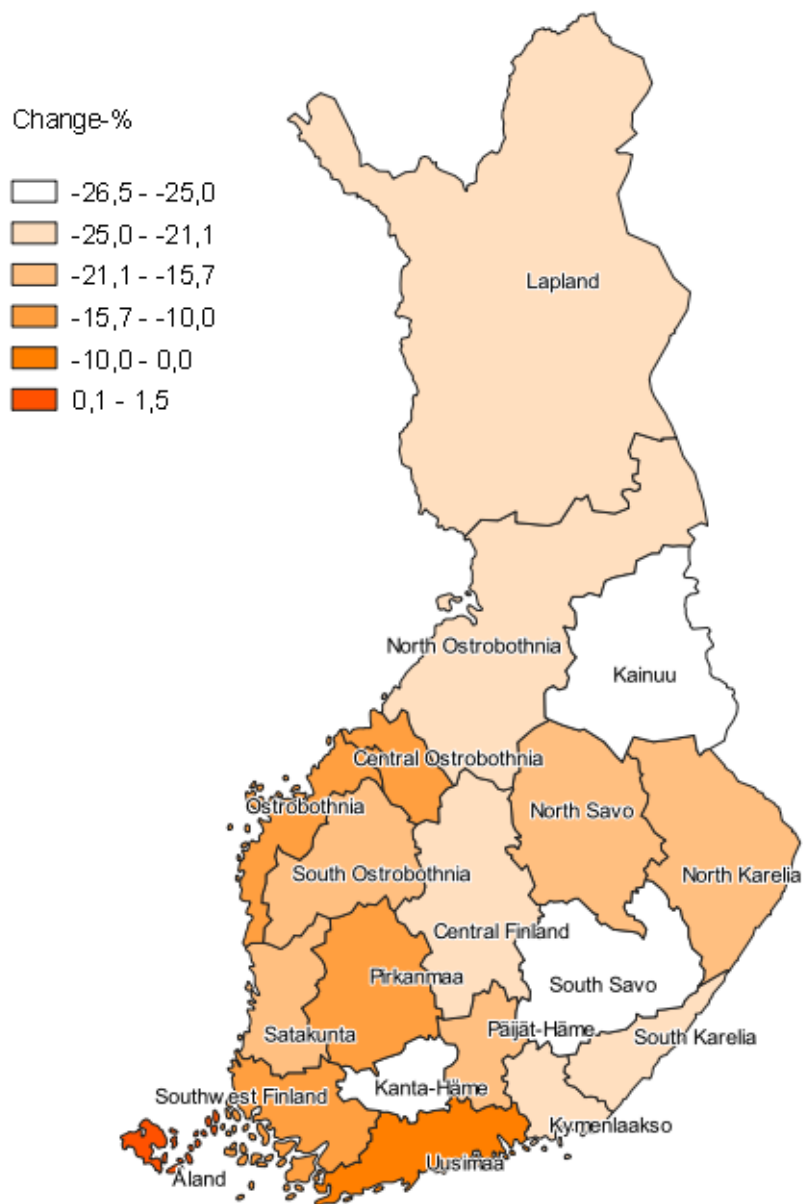 Change-%
-26,5 - -25,0
-25,0 - -21,1
-21,1 - -15,7
-15,7 - -10,0
-10,0 - 0,0
0,1 - 1,5
Lapland
North Ostrobothnia
Kainuu
Central Ostrobothnia
Ostrobothnia
North Savo
South Ostrobothnia
North Karelia
Central Finland
Pirkanmaa
South Savo
Satakunta
Päijät-Häme
South Karelia
Kanta-Häme
Southwest Finland
Kymenlaakso
Uusimaa
Åland